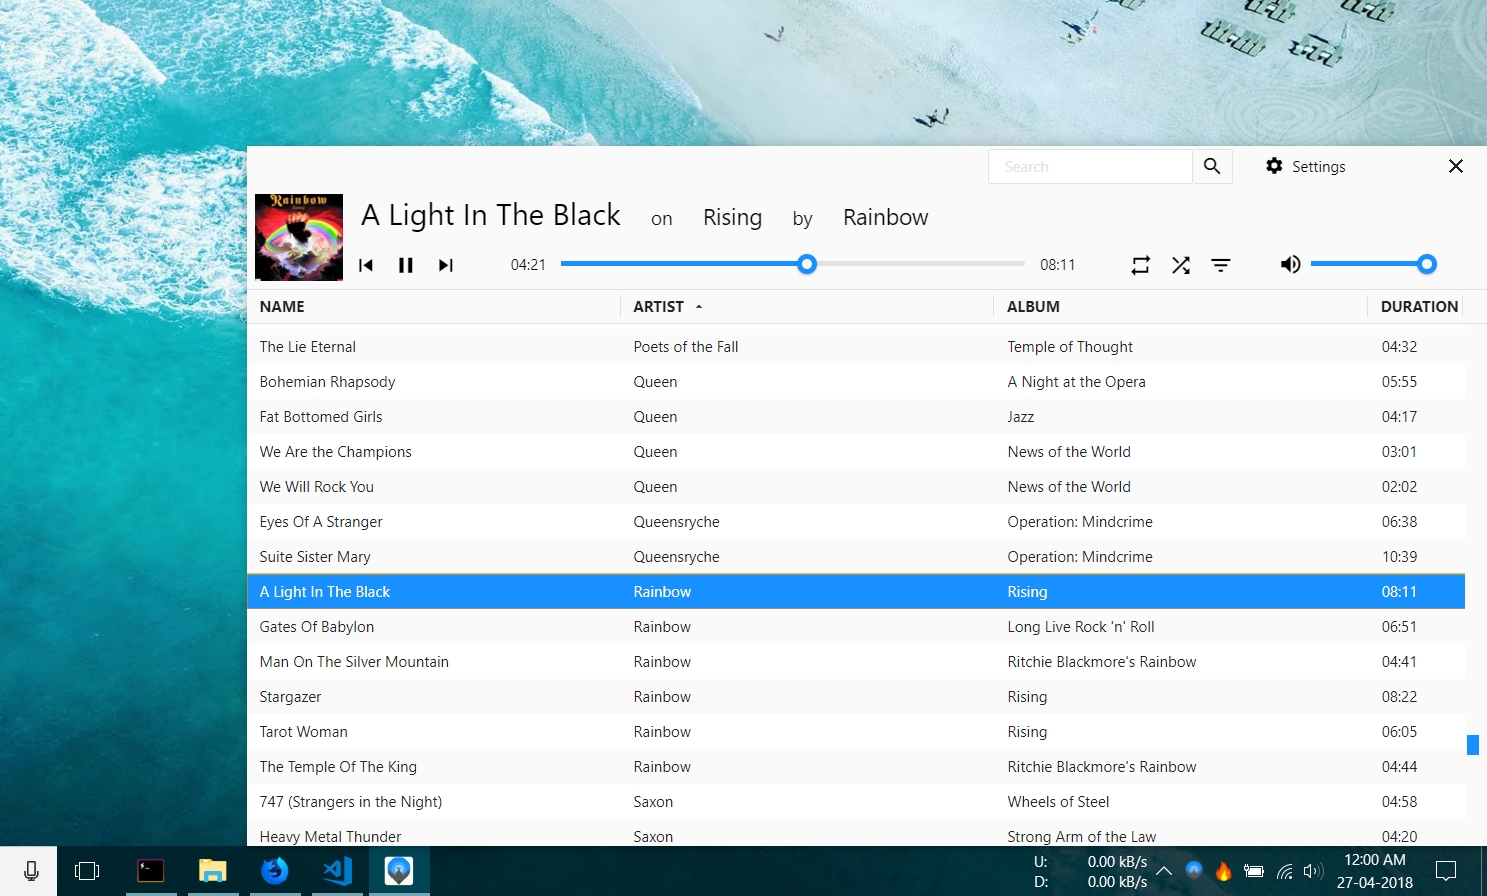 Search
Settings
Rainbow
A Light In The Black on Rising by Rainbow
04:21 08:11
NAME ARTIST ALBUM DURATION
The Lie Eternal Poets of the Fall Temple of Thought 04:32
Bohemian Rhapsody Queen A Night at the Opera 05:55
Fat Bottomed Girls Queen Jazz 04:17
We Are the Champions Queen News of the World 03:01
We Will Rock You Queen News of the World 02:02
Eyes Of A Stranger Queensryche Operation: Mindcrime 06:38
Suite Sister Mary Queensryche Operation: Mindcrime 10:39
A Light In The Black Rainbow Rising 08:11
Gates Of Babylon Rainbow Long Live Rock 'n' Roll 06:51
Man On The Silver Mountain Rainbow Ritchie Blackmore's Rainbow 04:41
Stargazer Rainbow Rising 08:22
Tarot Woman Rainbow Rising 06:05
The Temple Of The King Rainbow Ritchie Blackmore's Rainbow 04:44
747 (Strangers in the Night) Saxon Wheels of Steel 04:58
Heavy Metal Thunder Saxon Strong Arm of the Law 04:20
U: 0.00 kB/s
D: 0.00 kB/s
12:00 AM
27-04-2018